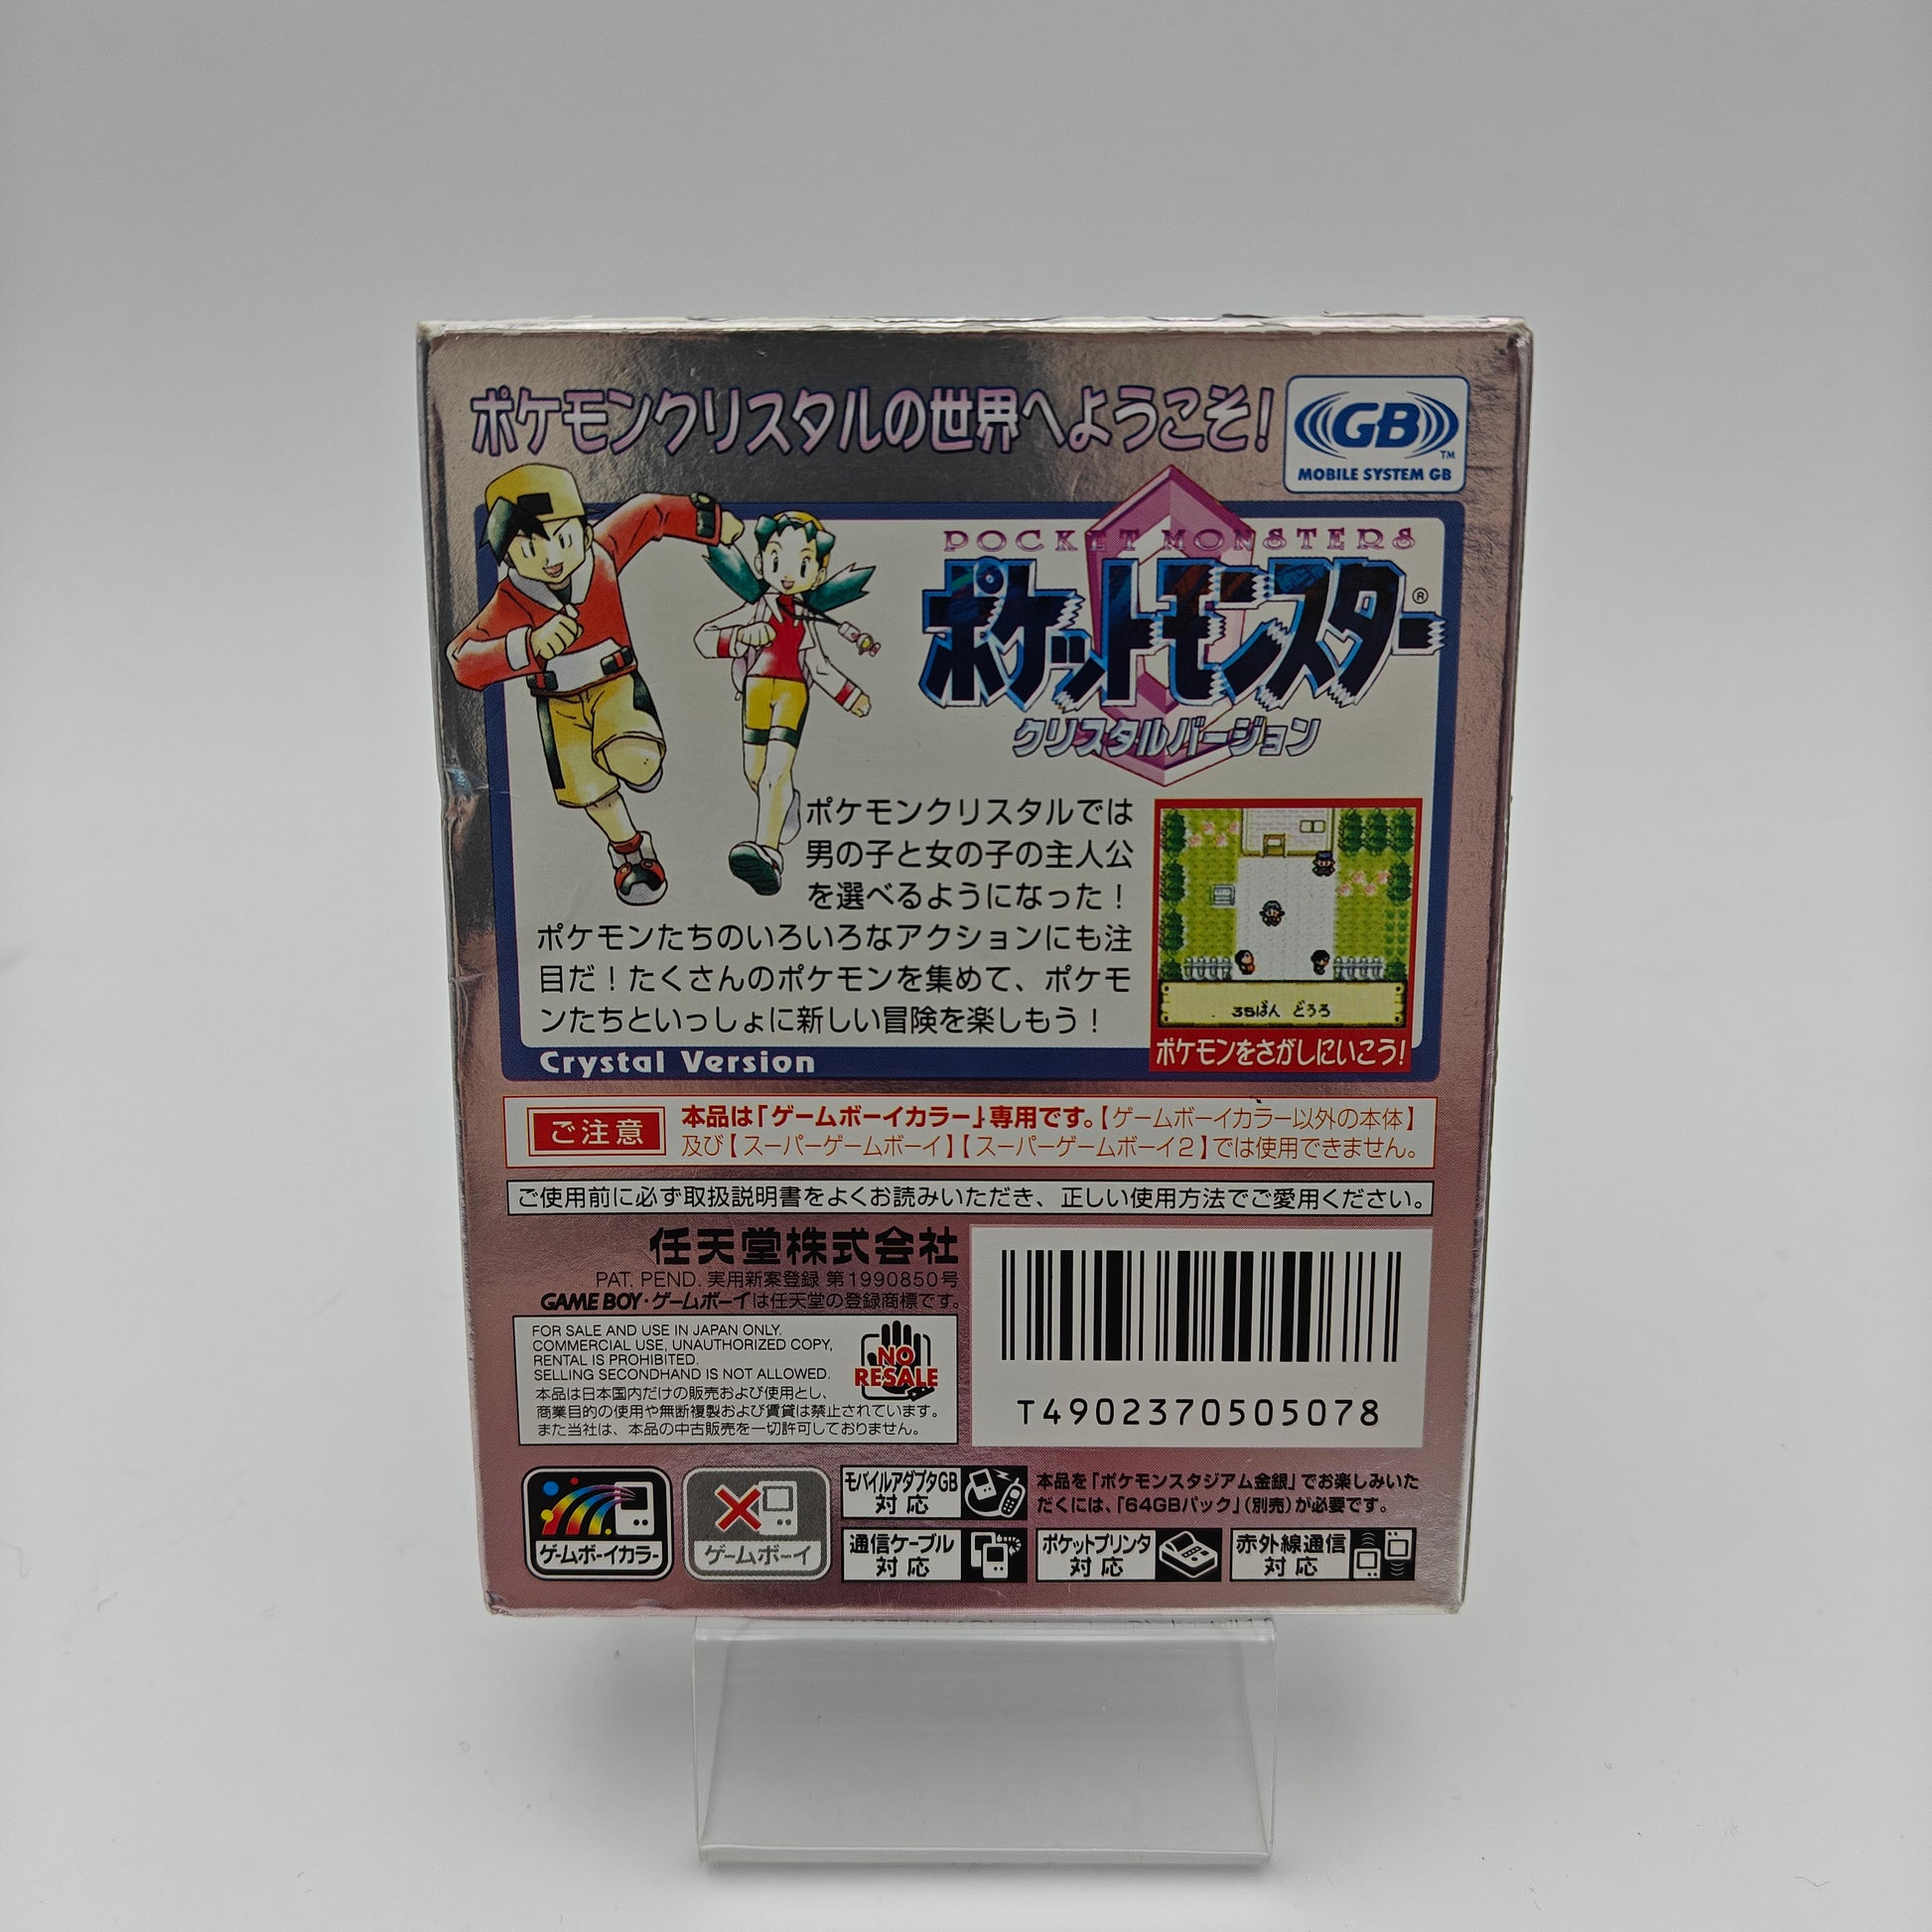 ポケモンクリスタルの世界へようこそ!
GB
TM
MOBILE SYSTEM GB
POCKET MONSTERS
ポケットモンスター®
クリスタルバージョン
ポケモンクリスタルでは
男の子と女の子の主人公
を選べるようになった!
ポケモンたちのいろいろなアクションにも注
目だ!たくさんのポケモンを集めて、ポケモ
ンたちといっしょに新しい冒険を楽しもう!
35ばん どうろ
ポケモンをさがしにいこう!
Crystal Version
ご注意
本品は「ゲームボーイカラー」専用です。【ゲームボーイカラー以外の本体】
及び【スーパーゲームボーイ】【スーパーゲームボーイ2】では使用できません。
ご使用前に必ず取扱説明書をよくお読みいただき、正しい使用方法でご愛用ください。
任天堂株式会社
PAT. PEND. 実用新案登録 第1990850号
GAME BOY・ゲームボーイは任天堂の登録商標です。
FOR SALE AND USE IN JAPAN ONLY.
COMMERCIAL USE, UNAUTHORIZED COPY,
RENTAL IS PROHIBITED.
SELLING SECONDHAND IS NOT ALLOWED.
本品は日本国内だけの販売および使用とし、
商業目的の使用や無断複製および賃貸は禁止されています。
また当社は、本品の中古販売を一切許可しておりません。
NO
RESALE
T4902370505078
ゲームボーイカラー
ゲームボーイ
モバイルアダプタGB
対応
本品を「ポケモンスタジアム金銀」でお楽しみいた
だくには、「64GBパック」(別売)が必要です。
通信ケーブル
対応
ポケットプリンタ
対応
赤外線通信
対応